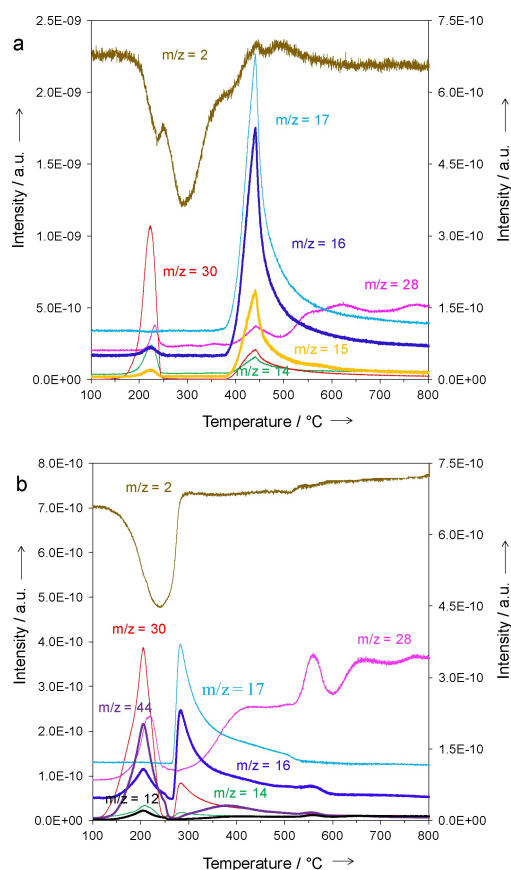 a
2.5E-09
2.0E-09
1.5E-09
1.0E-09
5.0E-10
0.0E+00
7.5E-10
6.0E-10
4.5E-10
3.0E-10
1.5E-10
0.0E+00
Intensity / a.u.
Intensity / a.u.
m/z = 2
m/z = 17
m/z = 16
m/z = 30
m/z = 28
m/z = 15
m/z = 14
100 200 300 400 500 600 700 800
Temperature / °C
b
8.0E-10
7.0E-10
6.0E-10
5.0E-10
4.0E-10
3.0E-10
2.0E-10
1.0E-10
0.0E+00
7.5E-10
6.0E-10
4.5E-10
3.0E-10
1.5E-10
0.0E+00
Intensity / a.u.
Intensity / a.u.
m/z = 2
m/z = 30
m/z = 28
m/z = 17
m/z = 44
m/z = 16
m/z = 12
m/z = 14
100 200 300 400 500 600 700 800
Temperature / °C